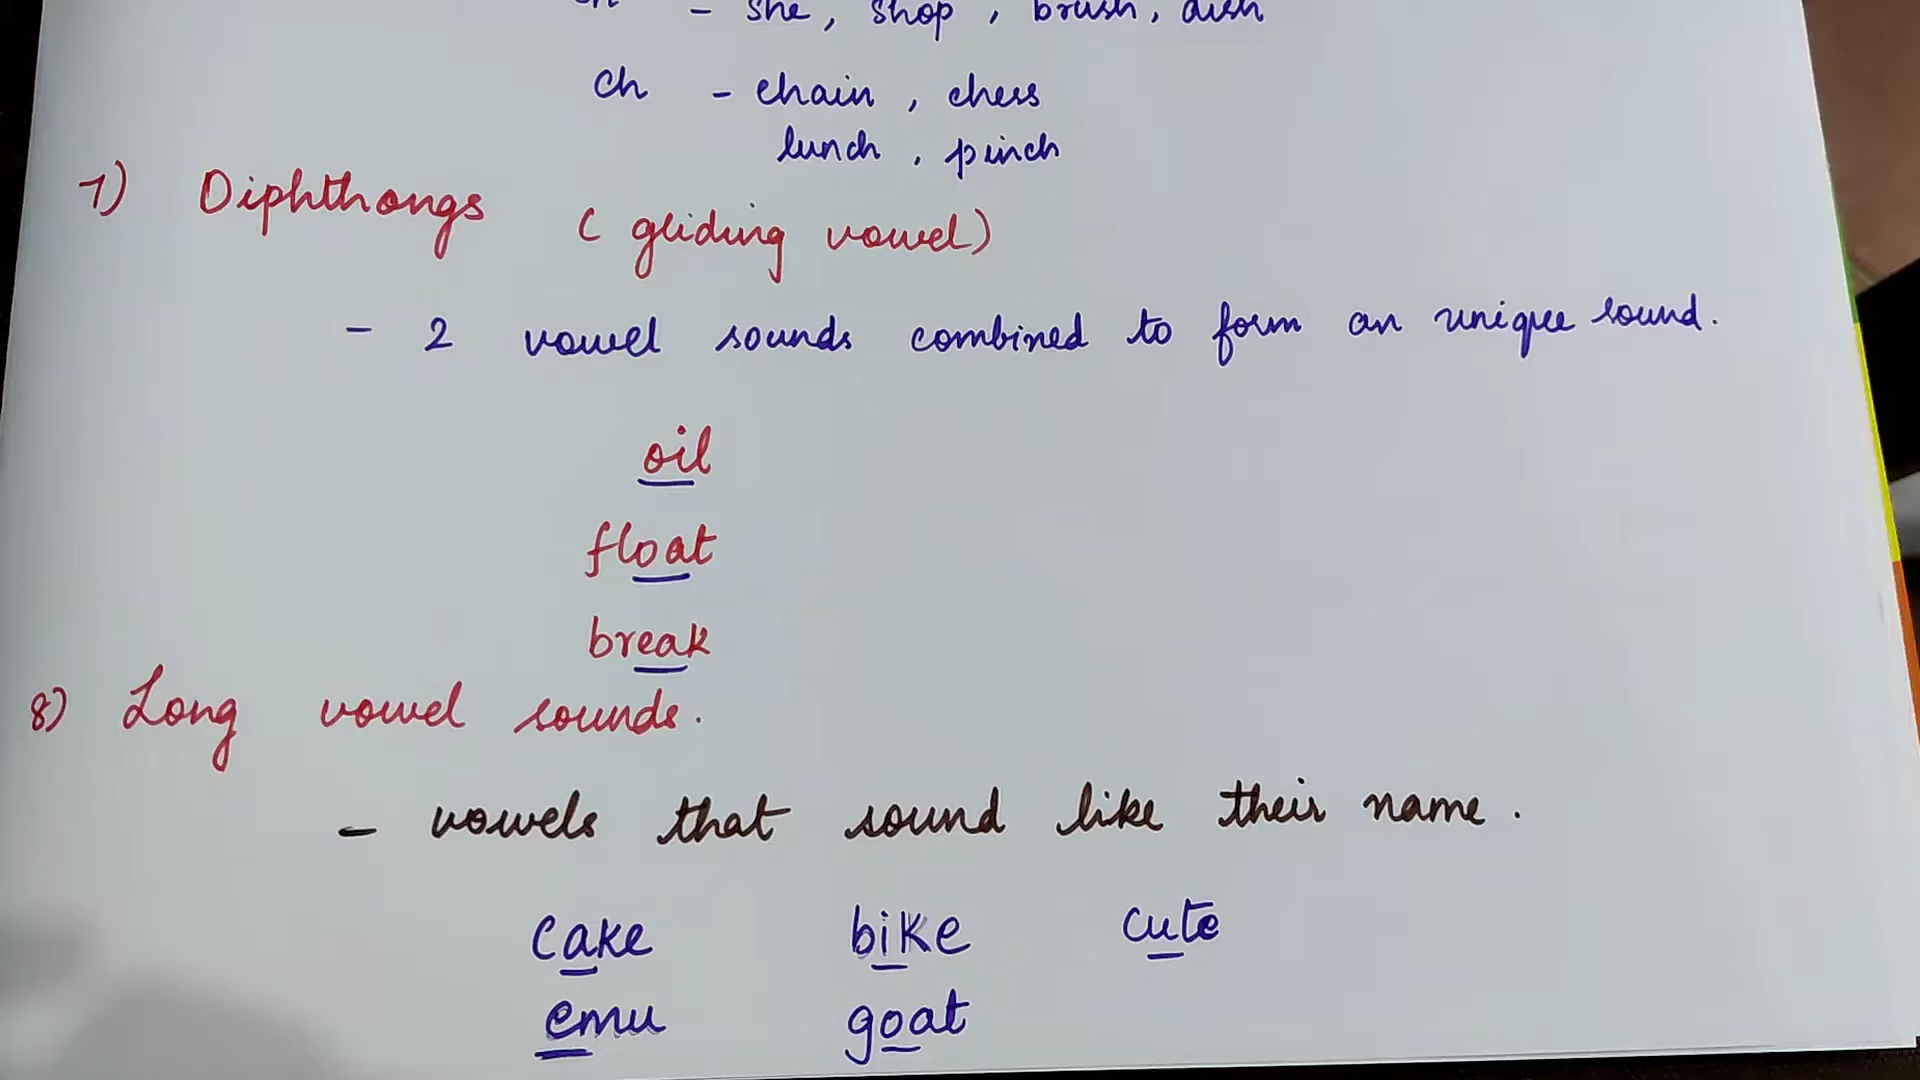 - she, shop, brush, dish
ch - chain, chess
lunch, pinch
7) Diphthongs (gliding vowel)
- 2 vowel sounds combined to form an unique sound.
oil
float
break
8) Long vowel sounds.
- vowels that sound like their name.
cake bike cute
emu goat